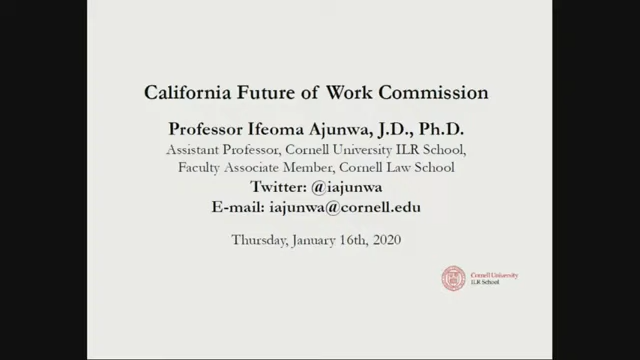 California Future of Work Commission
Professor Ifeoma Ajunwa, J.D., Ph.D.
Assistant Professor, Cornell University ILR School,
Faculty Associate Member, Cornell Law School
Twitter: @iajunwa
E-mail: iajunwa@cornell.edu
Thursday, January 16th, 2020
Cornell University
ILR School